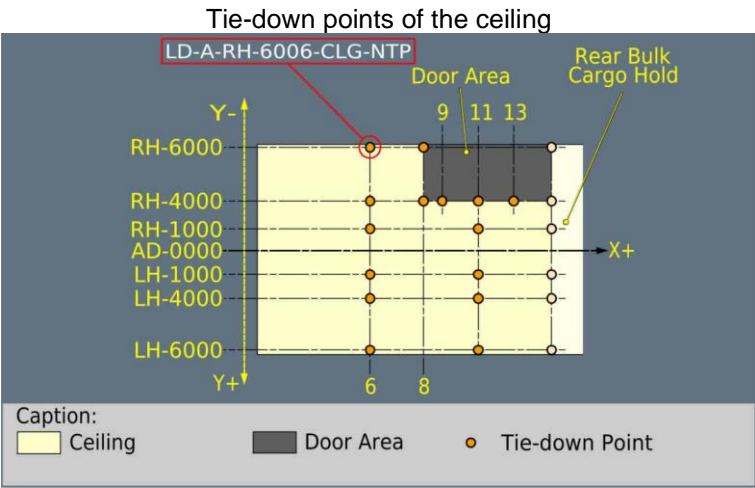 Tie-down points of the ceiling
LD-A-RH-6006-CLG-NTP
Door Area
Rear Bulk
Cargo Hold
Y-
9 11 13
RH-6000
RH-4000
RH-1000
AD-0000
X+
LH-1000
LH-4000
LH-6000
Y+
6 8
Caption:
Ceiling
Door Area
Tie-down Point